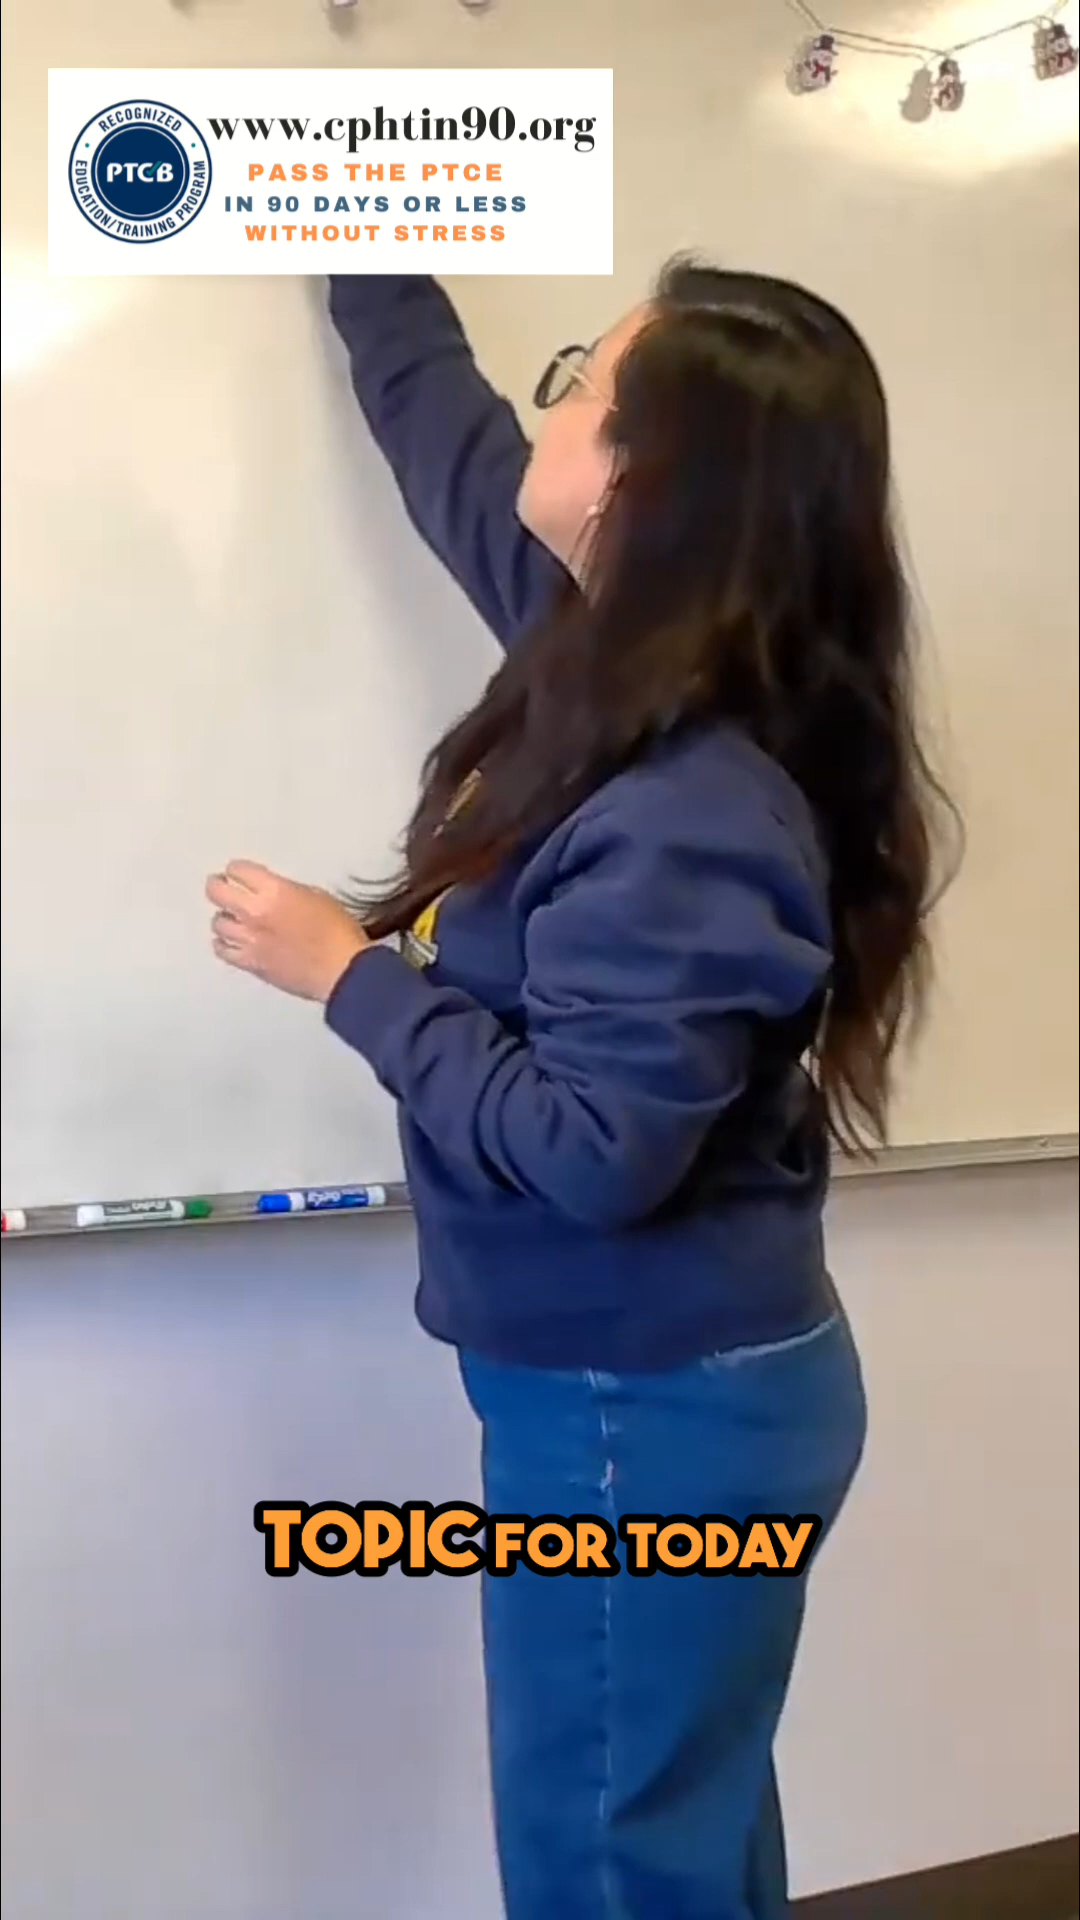 www.cphtin90.org
RECOGNIZED
PTCB
EDUCATION/TRAINING PROGRAM
PASS THE PTCE
IN 90 DAYS OR LESS
WITHOUT STRESS
TOPIC FOR TODAY